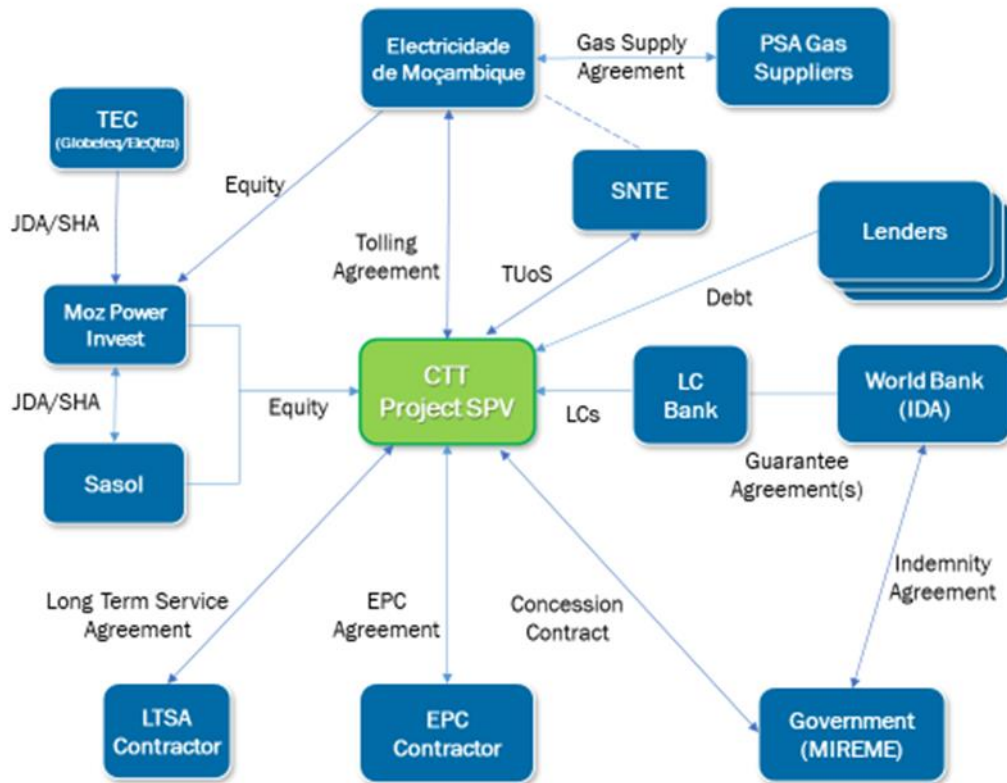 Electricidade
de Moçambique
Gas Supply
Agreement
PSA Gas
Suppliers
TEC
(Globeleq/EleQtra)
Equity
SNTE
Lenders
JDA/SHA
Tolling
Agreement
TUoS
Debt
Moz Power
Invest
CTT
Project SPV
LC
Bank
World Bank
(IDA)
JDA/SHA
Equity
LCs
Sasol
Guarantee
Agreement(s)
Indemnity
Agreement
Long Term Service
Agreement
EPC
Agreement
Concession
Contract
LTSA
Contractor
EPC
Contractor
Government
(MIREME)